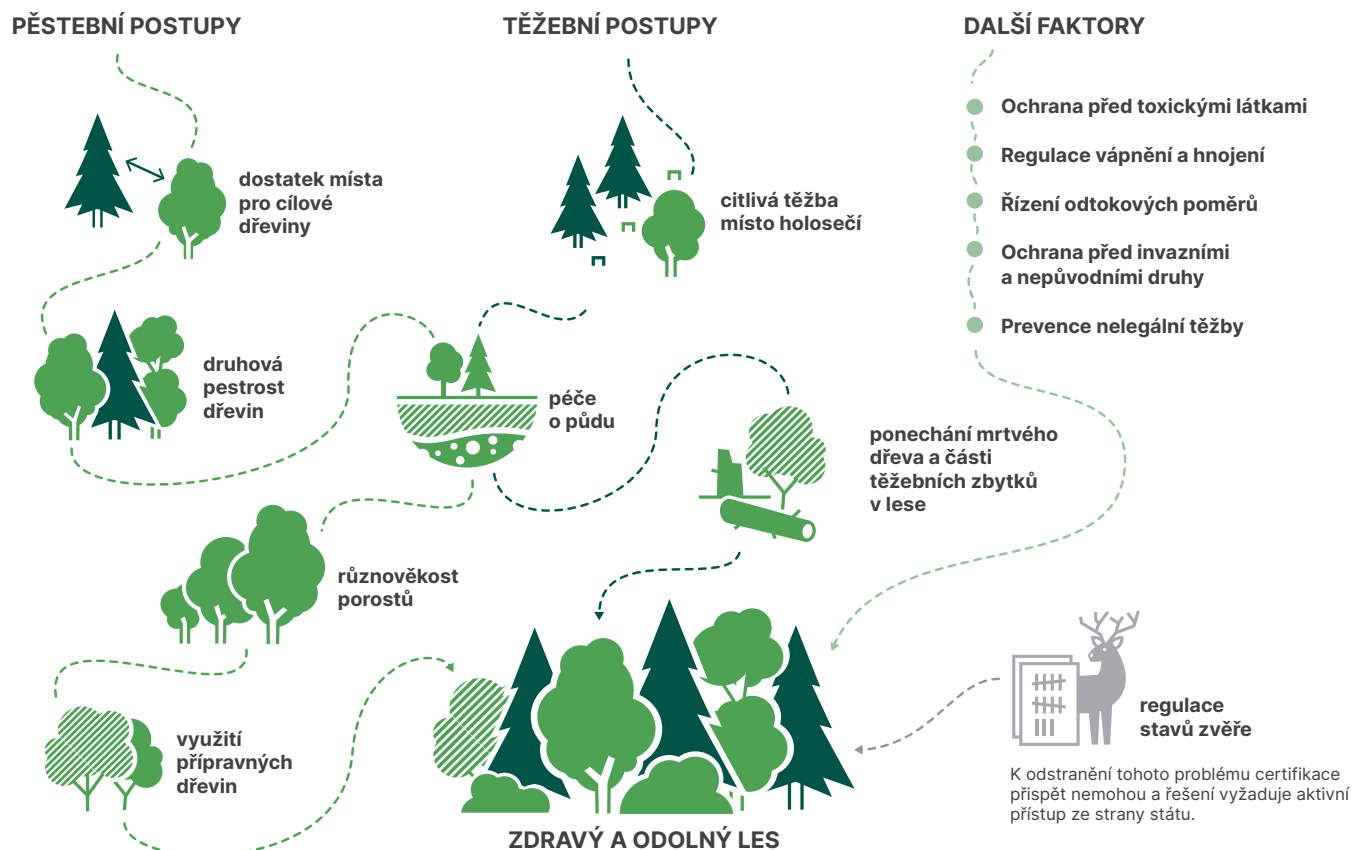 PĚSTEBNÍ POSTUPY
TĚŽEBNÍ POSTUPY
DALŠÍ FAKTORY
dostatek místa
pro cílové
dřeviny
druhová
pestrost
dřevin
citlivá těžba
místo holosečí
péče
o půdu
ponechání mrtvého
dřeva a části
těžebních zbytků
v lese
různověkost
porostů
využití
přípravných
dřevin
Ochrana před toxickými látkami
Regulace vápnění a hnojení
Řízení odtokových poměrů
Ochrana před invazními
a nepůvodními druhy
Prevence nelegální těžby
regulace
stavů zvěře
K odstranění tohoto problému certifikace
přispět nemohou a řešení vyžaduje aktivní
přístup ze strany státu.
ZDRAVÝ A ODOLNÝ LES